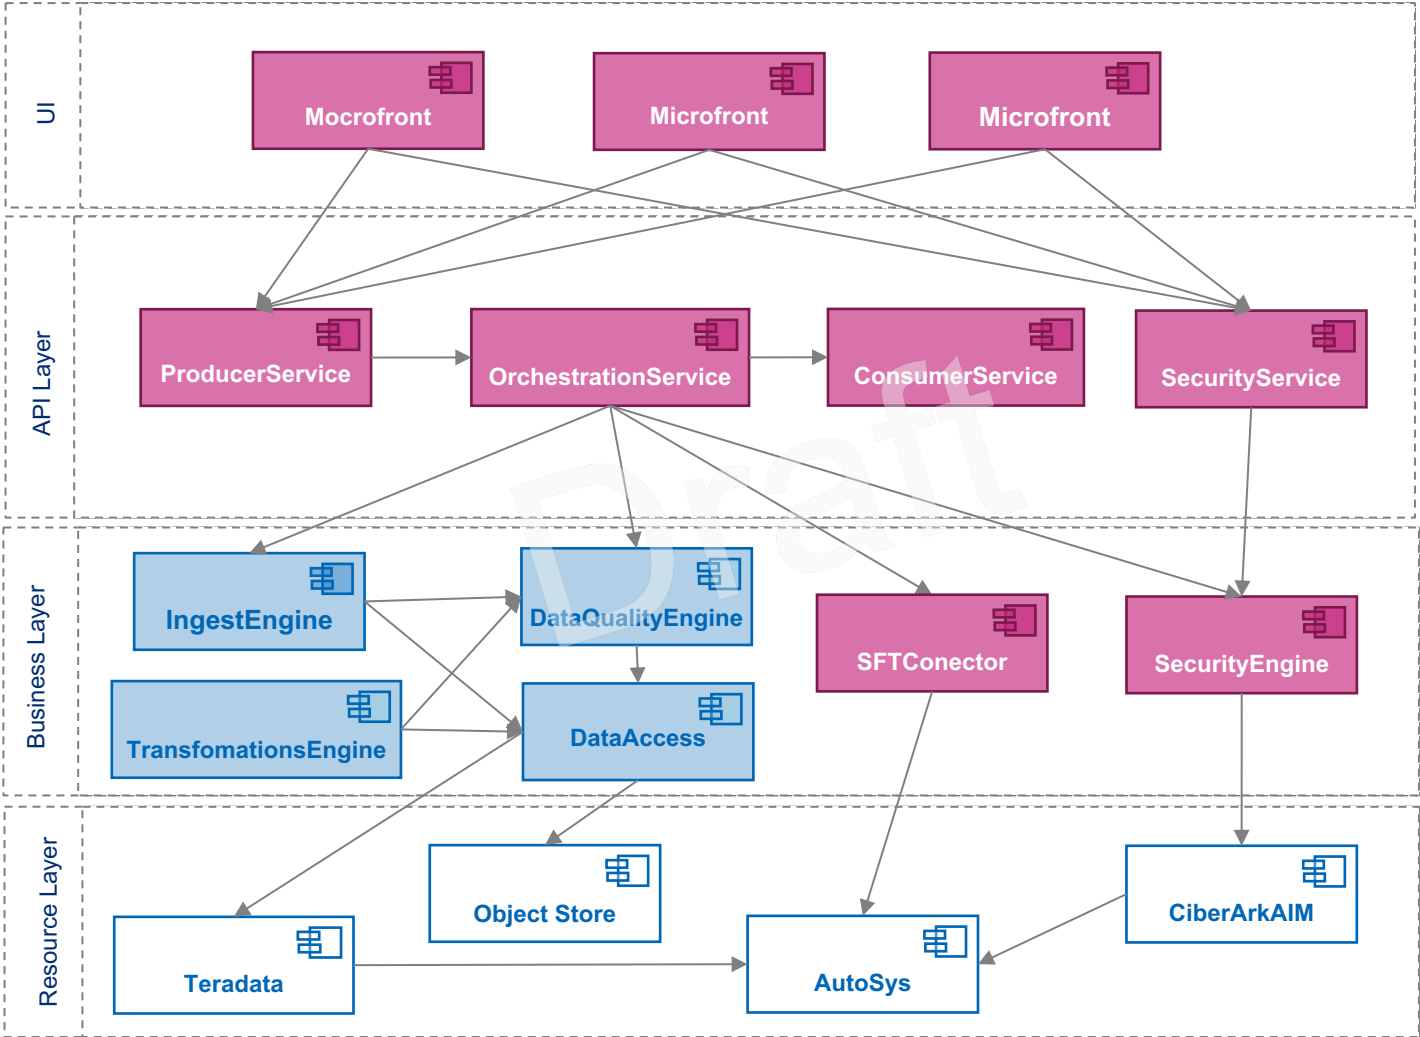 UI
Mocrofront
Microfront
Microfront
API Layer
ProducerService
OrchestrationService
ConsumerService
SecurityService
Draft
Business Layer
IngestEngine
DataQualityEngine
SFTConector
SecurityEngine
TransfomationsEngine
DataAccess
Resource Layer
Object Store
CiberArkAIM
Teradata
AutoSys